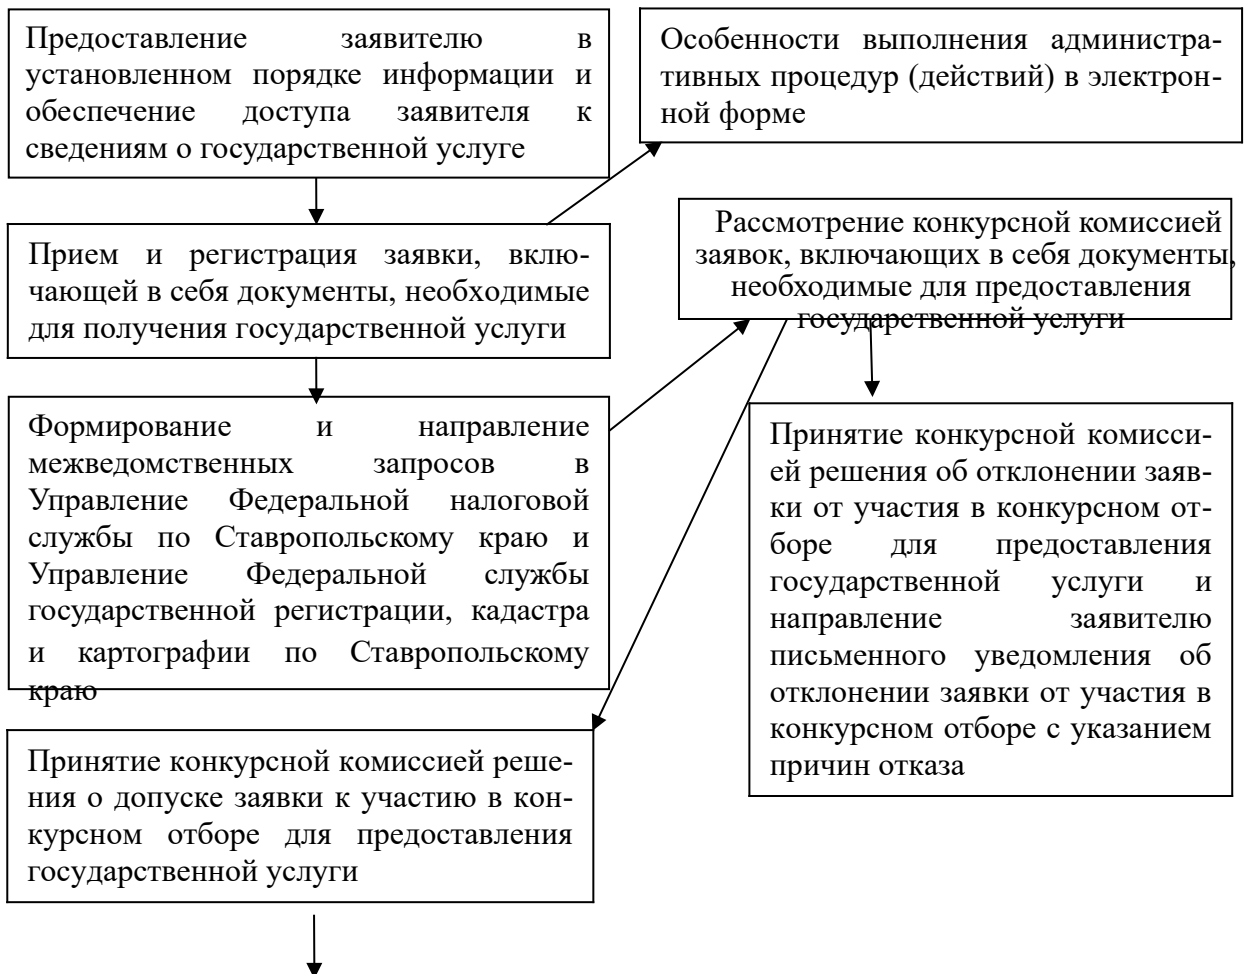 Предоставление заявителю в
установленном порядке информации и
обеспечение доступа заявителя к
сведениям о государственной услуге
Особенности выполнения административ-
тивных процедур (действий) в электрон-
ной форме
Прием и регистрация заявки, вклю-
чающей в себя документы, необходимые
для получения государственной услуги
Рассмотрение конкурсной комиссией
заявок, включающих в себя документы,
необходимые для предоставления
государственной услуги
Формирование и направление
межведомственных запросов в
Управление Федеральной налоговой
службы по Ставропольскому краю и
Управление Федеральной службы
государственной регистрации, кадастра
и картографии по Ставропольскому
краю
Принятие конкурсной комисси-
ей решения об отклонении заяв-
ки от участия в конкурсном от-
боре для предоставления
государственной услуги и
направление заявителю
письменного уведомления об
отклонении заявки от участия в
конкурсном отборе с указанием
причин отказа
Принятие конкурсной комиссией реше-
ния о допуске заявки к участию в кон-
курсном отборе для предоставления
государственной услуги